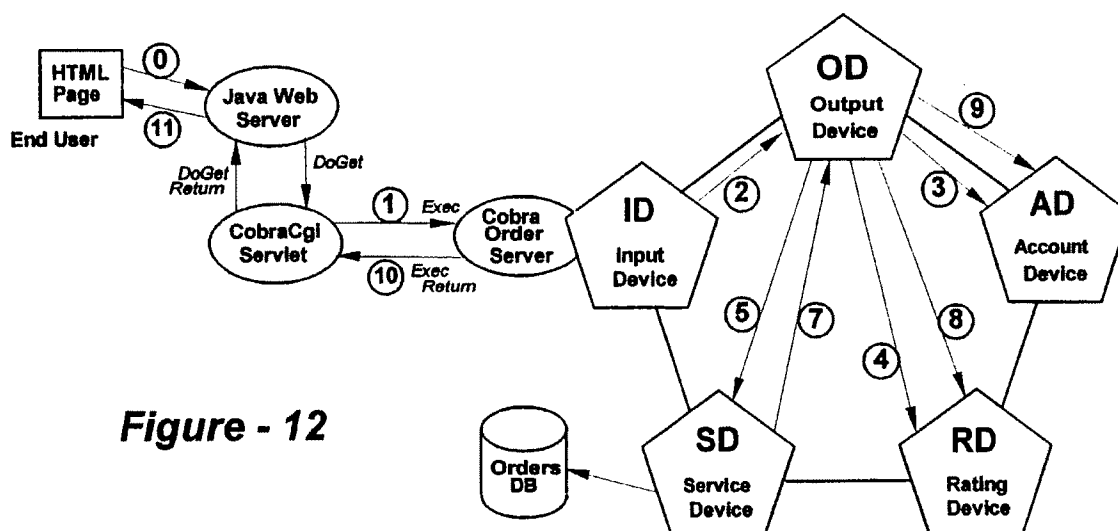 HTML
Page
End User
0
11
Java Web
Server
DoGet
Return
DoGet
CobraCgi
Servlet
1
Exec
10
Exec
Return
Cobra
Order
Server
ID
Input
Device
2
OD
Output
Device
9
3
AD
Account
Device
5
7
4
8
Figure - 12
Orders
DB
SD
Service
Device
RD
Rating
Device